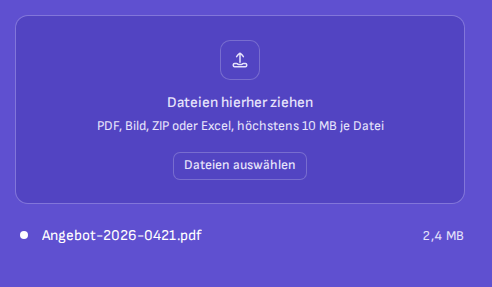 Dateien hierher ziehen
PDF, Bild, ZIP oder Excel, höchstens 10 MB je Datei
Dateien auswählen
Angebot-2026-0421.pdf 2,4 MB